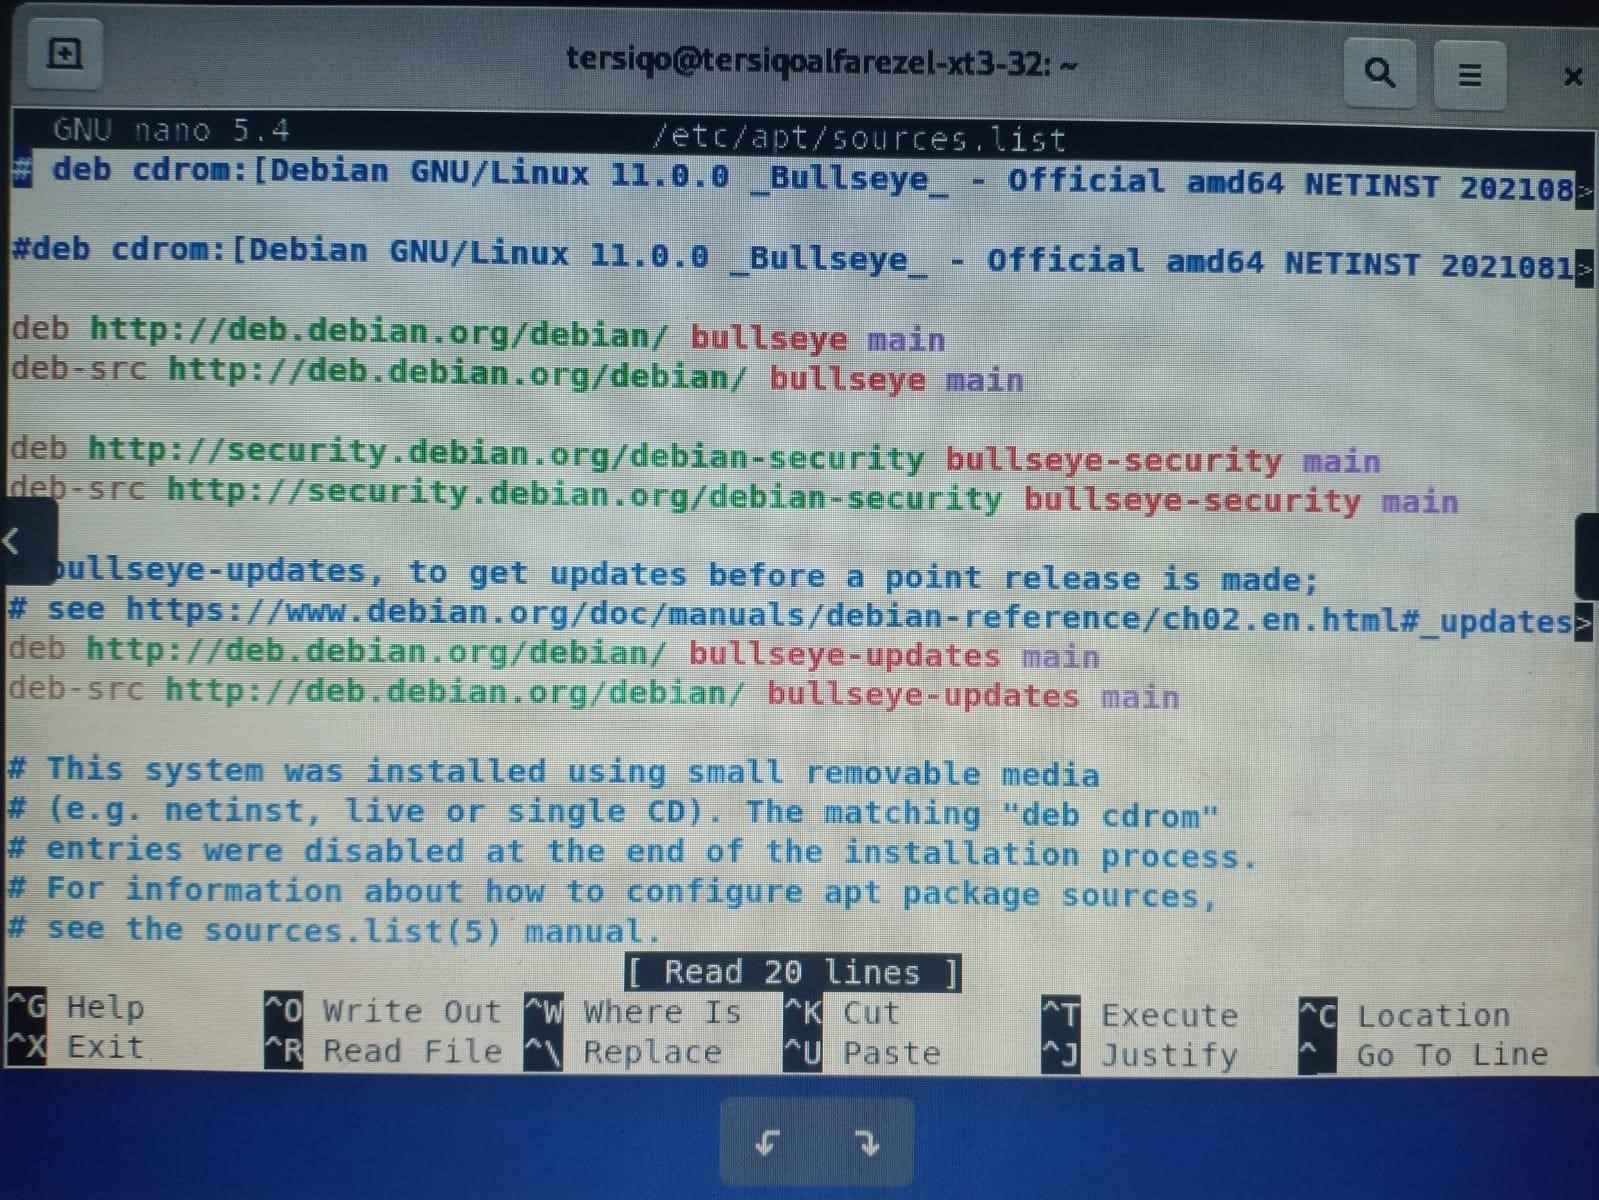 tersiqo@tersiqoalfarezel-xt3-32: ~
GNU nano 5.4 /etc/apt/sources.list
# deb cdrom:[Debian GNU/Linux 11.0.0 _Bullseye_ - Official amd64 NETINST 202108>
#deb cdrom:[Debian GNU/Linux 11.0.0 _Bullseye_ - Official amd64 NETINST 2021081>
deb http://deb.debian.org/debian/ bullseye main
deb-src http://deb.debian.org/debian/ bullseye main
deb http://security.debian.org/debian-security bullseye-security main
deb-src http://security.debian.org/debian-security bullseye-security main
bullseye-updates, to get updates before a point release is made;
# see https://www.debian.org/doc/manuals/debian-reference/ch02.en.html#_updates>
deb http://deb.debian.org/debian/ bullseye-updates main
deb-src http://deb.debian.org/debian/ bullseye-updates main
# This system was installed using small removable media
# (e.g. netinst, live or single CD). The matching "deb cdrom"
# entries were disabled at the end of the installation process.
# For information about how to configure apt package sources,
# see the sources.list(5) manual.
[ Read 20 lines ]
^G Help ^O Write Out ^W Where Is ^K Cut ^T Execute ^C Location
^X Exit ^R Read File ^\ Replace ^U Paste ^J Justify ^_ Go To Line